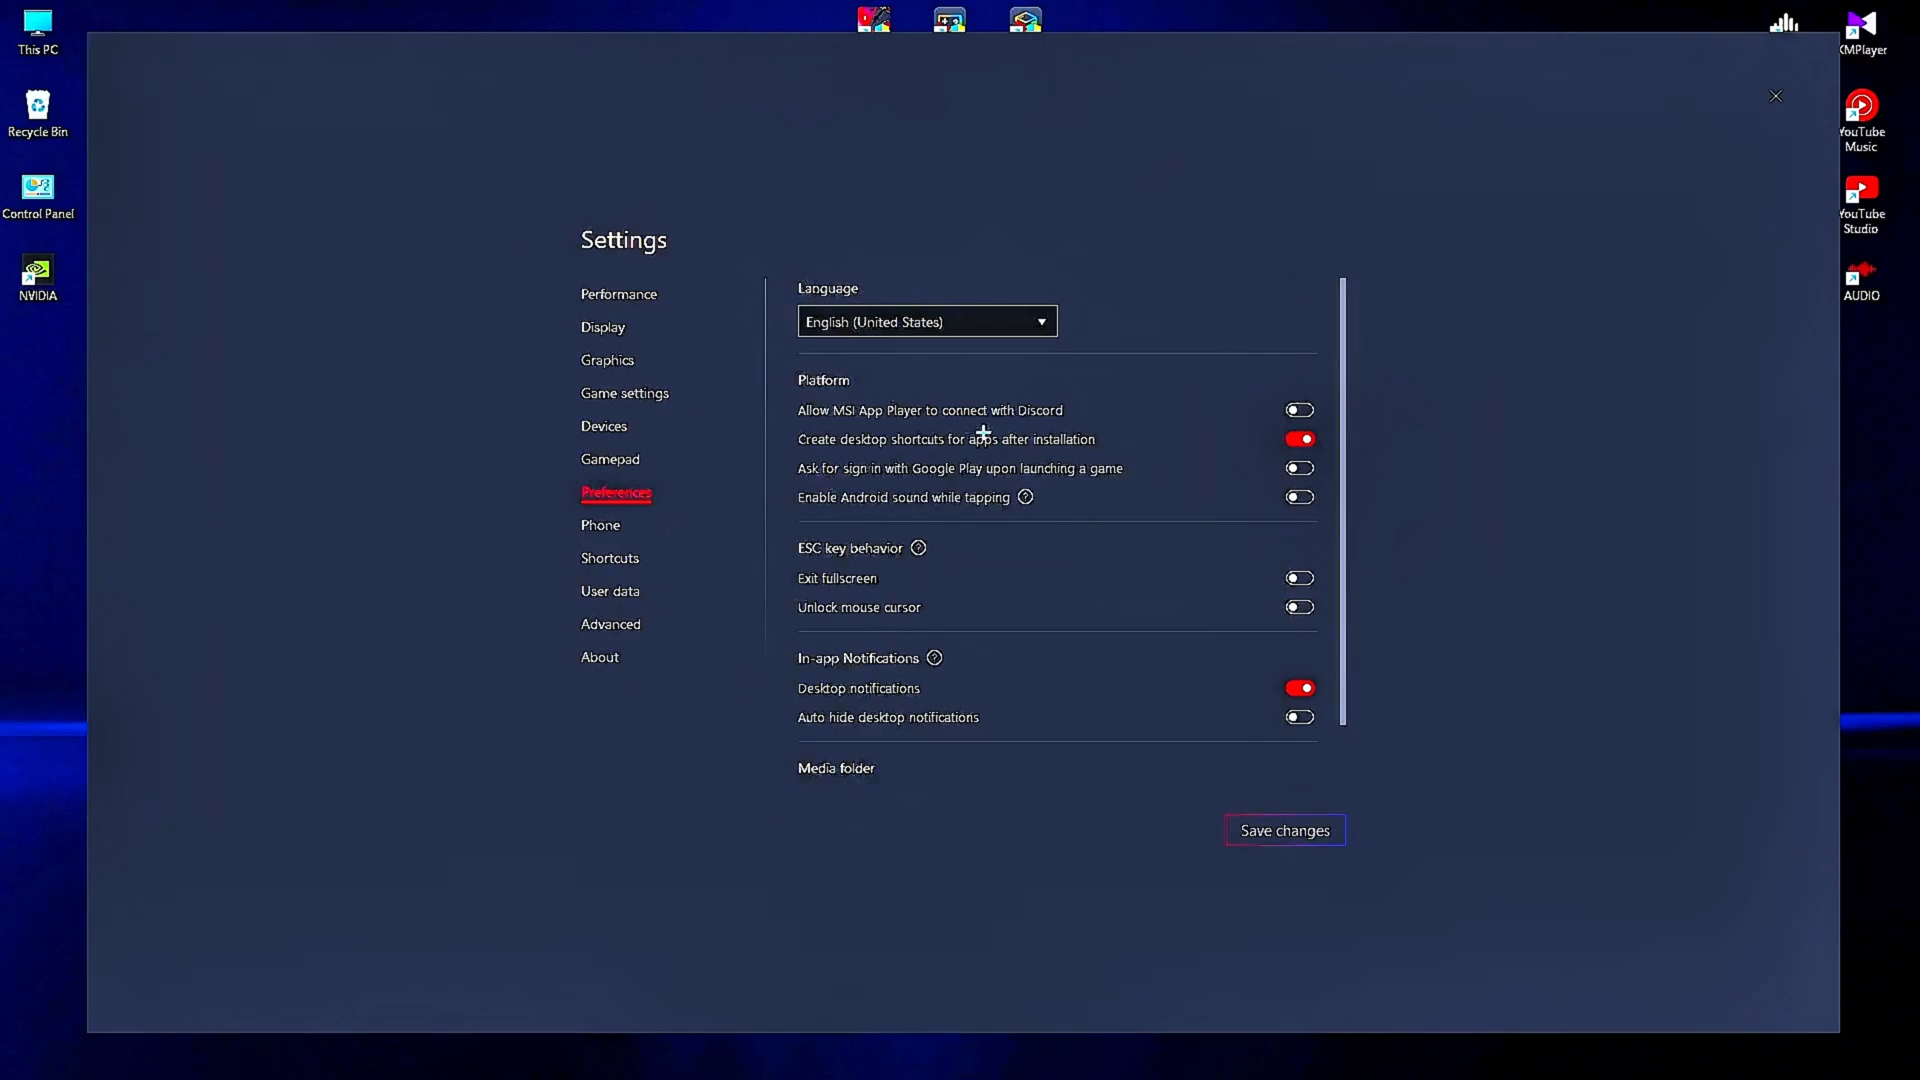 This PC
Recycle Bin
Control Panel
NVIDIA
Settings
Performance
Display
Graphics
Game settings
Devices
Gamepad
Preferences
Phone
Shortcuts
User data
Advanced
About
Language
English (United States)
Platform
Allow MSI App Player to connect with Discord
Create desktop shortcuts for apps after installation
Ask for sign in with Google Play upon launching a game
Enable Android sound while tapping
ESC key behavior
Exit fullscreen
Unlock mouse cursor
In-app Notifications
Desktop notifications
Auto hide desktop notifications
Media folder
Save changes
KMPlayer
YouTube
Music
YouTube
Studio
AUDIO